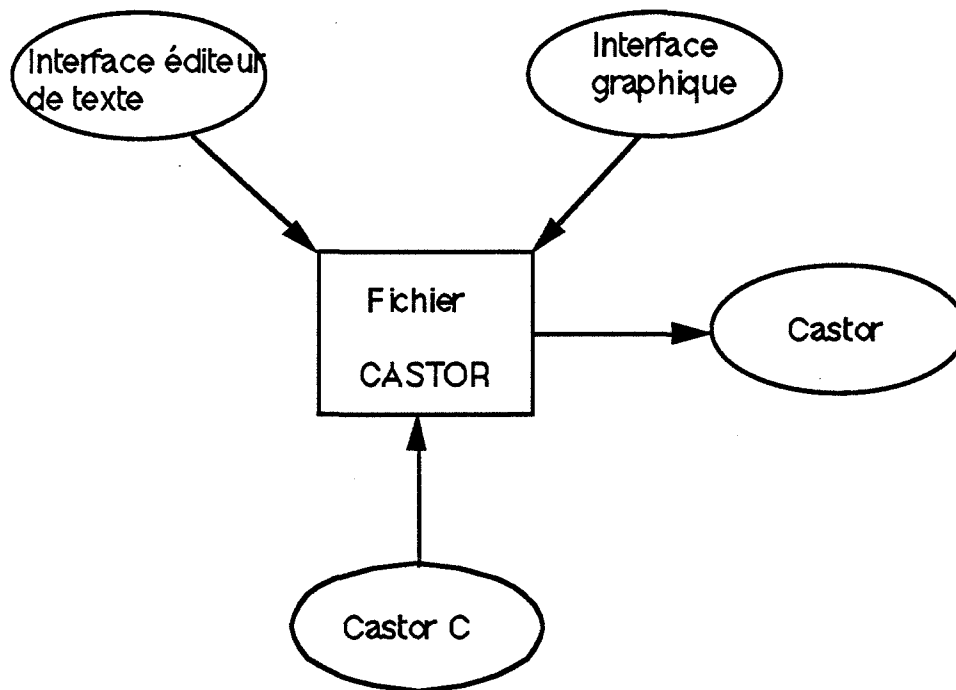 Interface éditeur
de texte
Interface
graphique
Fichier
CASTOR
Castor
Castor C